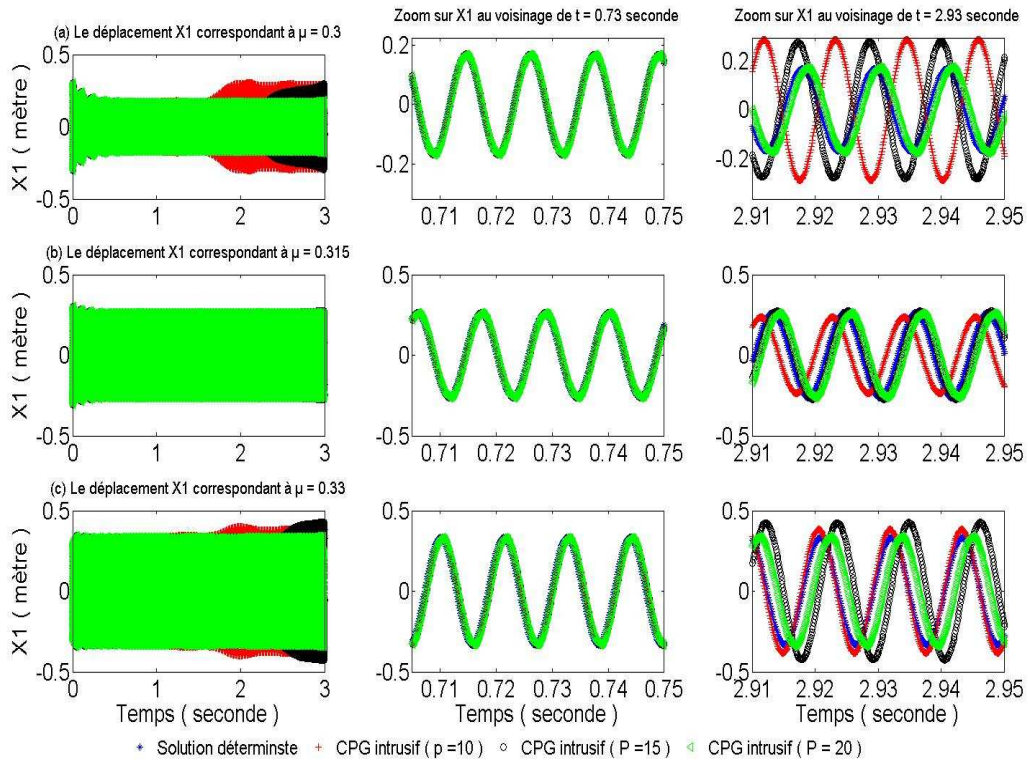 Zoom sur X1 au voisinage de t = 0.73 seconde
Zoom sur X1 au voisinage de t = 2.93 seconde
(a) Le déplacement X1 correspondant à μ = 0.3
X1 ( mètre )
0.5
0
-0.5
0 1 2 3
0.2
0
-0.2
0.71 0.72 0.73 0.74 0.75
0.2
0
-0.2
2.91 2.92 2.93 2.94 2.95
(b) Le déplacement X1 correspondant à μ = 0.315
X1 ( mètre )
0.5
0
-0.5
0 1 2 3
0.5
0
-0.5
0.71 0.72 0.73 0.74 0.75
0.5
0
-0.5
2.91 2.92 2.93 2.94 2.95
(c) Le déplacement X1 correspondant à μ = 0.33
X1 ( mètre )
0.5
0
-0.5
0 1 2 3
Temps ( seconde )
0.5
0
-0.5
0.71 0.72 0.73 0.74 0.75
Temps ( seconde )
0.5
0
-0.5
2.91 2.92 2.93 2.94 2.95
Temps ( seconde )
Solution déterminste CPG intrusif ( p =10 ) CPG intrusif ( P =15 ) CPG intrusif ( P = 20 )